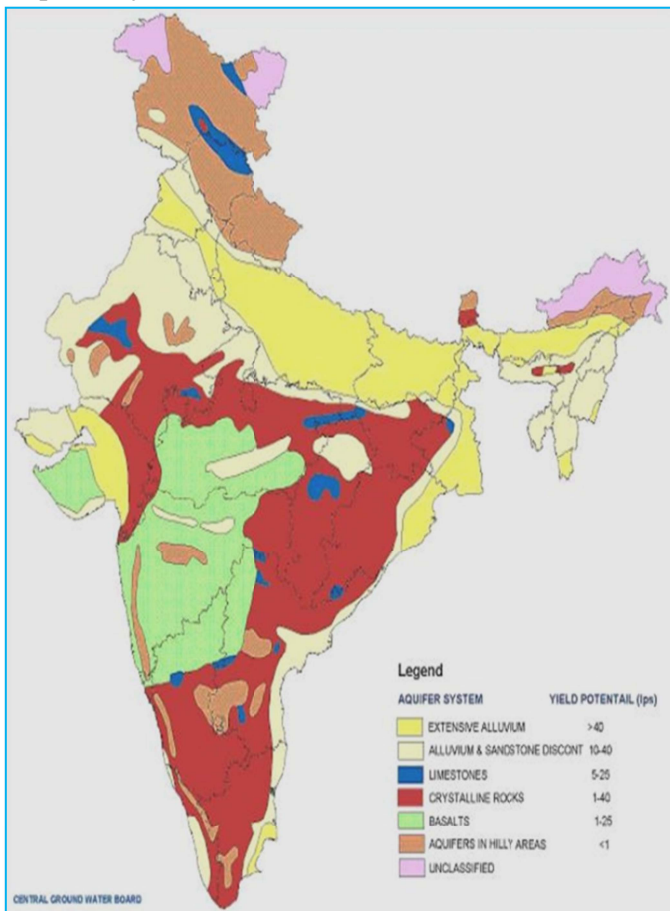 Legend
AQUIFER SYSTEM YIELD POTENTAIL (lps)
EXTENSIVE ALLUVIUM >40
ALLUVIUM & SANDSTONE DISCONT 10-40
LIMESTONES 5-25
CRYSTALLINE ROCKS 1-40
BASALTS 1-25
AQUIFERS IN HILLY AREAS <1
UNCLASSIFIED
CENTRAL GROUND WATER BOARD